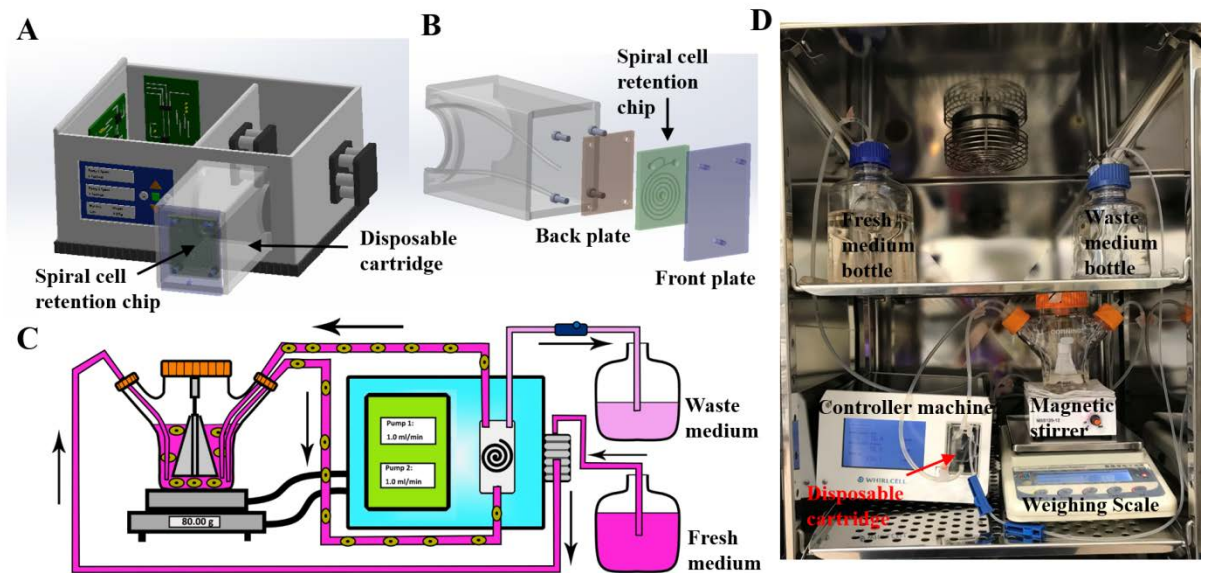 A
Spiral cell
retention chip
Disposable
cartridge
B
Spiral cell
retention
chip
Back plate
Front plate
C
Pump 1:
1.0 ml/min
Pump 2:
1.0 ml/min
80.00 g
Waste
medium
Fresh
medium
D
Fresh
medium
bottle
Waste
medium
bottle
Controller machine
Magnetic
stirrer
WHIRLCELL
Disposable
cartridge
Weighing Scale